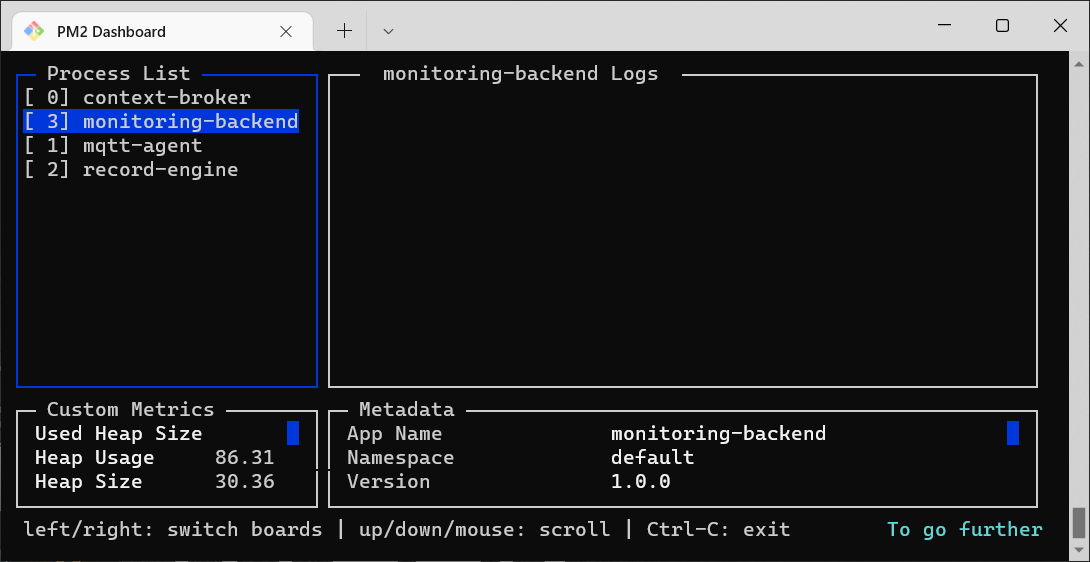 PM2 Dashboard
Process List
[ 0] context-broker
[ 3] monitoring-backend
[ 1] mqtt-agent
[ 2] record-engine
monitoring-backend Logs
Custom Metrics
Used Heap Size
Heap Usage 86.31
Heap Size 30.36
Metadata
App Name monitoring-backend
Namespace default
Version 1.0.0
left/right: switch boards | up/down/mouse: scroll | Ctrl-C: exit To go further